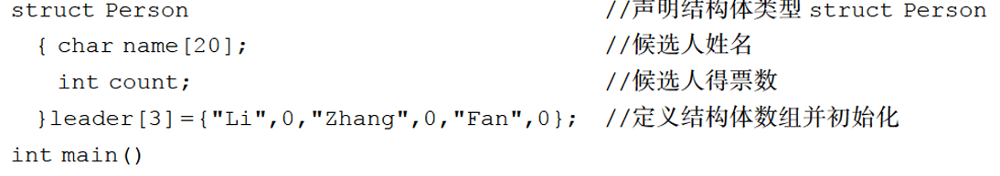 struct Person //声明结构体类型 struct Person
{ char name[20]; //候选人姓名
int count; //候选人得票数
}leader[3]={"Li",0,"Zhang",0,"Fan",0}; //定义结构体数组并初始化
int main()